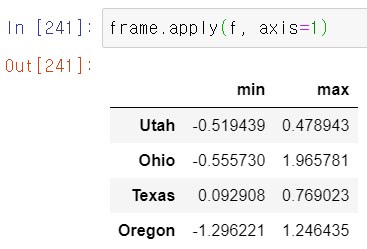 In [241]: frame.apply(f, axis=1)
Out[241]:
min max
Utah -0.519439 0.478943
Ohio -0.555730 1.965781
Texas 0.092908 0.769023
Oregon -1.296221 1.246435